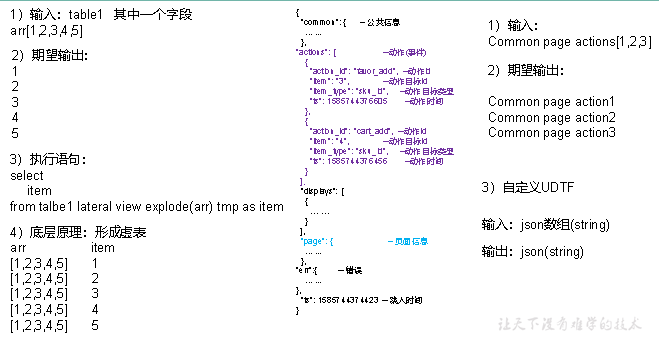 1）输入：table1 其中一个字段
arr[1,2,3,4,5]
2）期望输出：
1
2
3
4
5
3）执行语句：
select
item
from talbe1 lateral view explode(arr) tmp as item
4）底层原理：形成虚表
arr item
[1,2,3,4,5] 1
[1,2,3,4,5] 2
[1,2,3,4,5] 3
[1,2,3,4,5] 4
[1,2,3,4,5] 5
{
"common": { --公共信息
……
},
"actions": [ --动作(事件)
{
"action_id": "favor_add", --动作id
"item": "3", --动作目标id
"item_type": "sku_id", --动作目标类型
"ts": 1585744376605 --动作时间
},
{
"action_id": "cart_add", --动作id
"item": "4", --动作目标id
"item_type": "sku_id", --动作目标类型
"ts": 1585744376456 --动作时间
}
],
"displays": [
{
……
}
],
"page": { --页面信息
……
},
"err":{ --错误
……
},
"ts": 1585744374423 --跳入时间
}
1）输入：
Common page actions[1,2,3]
2）期望输出：
Common page action1
Common page action2
Common page action3
3）自定义UDTF
输入：json数组(string)
输出：json(string)
让天下没有难学的技术